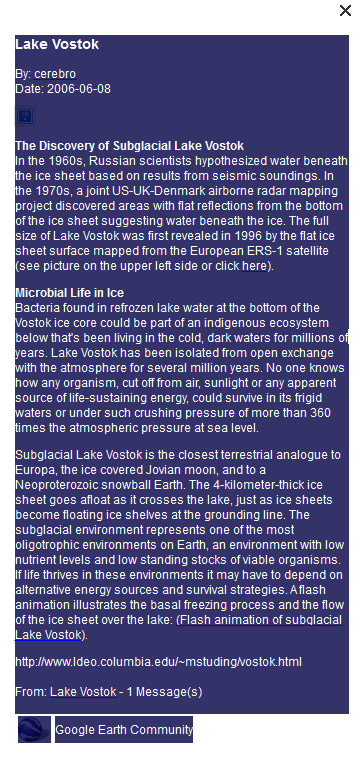 Lake Vostok
By: cerebro
Date: 2006-06-08
The Discovery of Subglacial Lake Vostok
In the 1960s, Russian scientists hypothesized water beneath
the ice sheet based on results from seismic soundings. In
the 1970s, a joint US-UK-Denmark airborne radar mapping
project discovered areas with flat reflections from the bottom
of the ice sheet suggesting water beneath the ice. The full
size of Lake Vostok was first revealed in 1996 by the flat ice
sheet surface mapped from the European ERS-1 satellite
(see picture on the upper left side or click here).
Microbial Life in Ice
Bacteria found in refrozen lake water at the bottom of the
Vostok ice core could be part of an indigenous ecosystem
below that's been living in the cold, dark waters for millions of
years. Lake Vostok has been isolated from open exchange
with the atmosphere for several million years. No one knows
how any organism, cut off from air, sunlight or any apparent
source of life-sustaining energy, could survive in its frigid
waters or under such crushing pressure of more than 360
times the atmospheric pressure at sea level.
Subglacial Lake Vostok is the closest terrestrial analogue to
Europa, the ice covered Jovian moon, and to a
Neoproterozoic snowball Earth. The 4-kilometer-thick ice
sheet goes afloat as it crosses the lake, just as ice sheets
become floating ice shelves at the grounding line. The
subglacial environment represents one of the most
oligotrophic environments on Earth, an environment with low
nutrient levels and low standing stocks of viable organisms.
If life thrives in these environments it may have to depend on
alternative energy sources and survival strategies. A flash
animation illustrates the basal freezing process and the flow
of the ice sheet over the lake: (Flash animation of subglacial
Lake Vostok).
http://www.ldeo.columbia.edu/~mstuding/vostok.html
From: Lake Vostok - 1 Message(s)
Google Earth Community